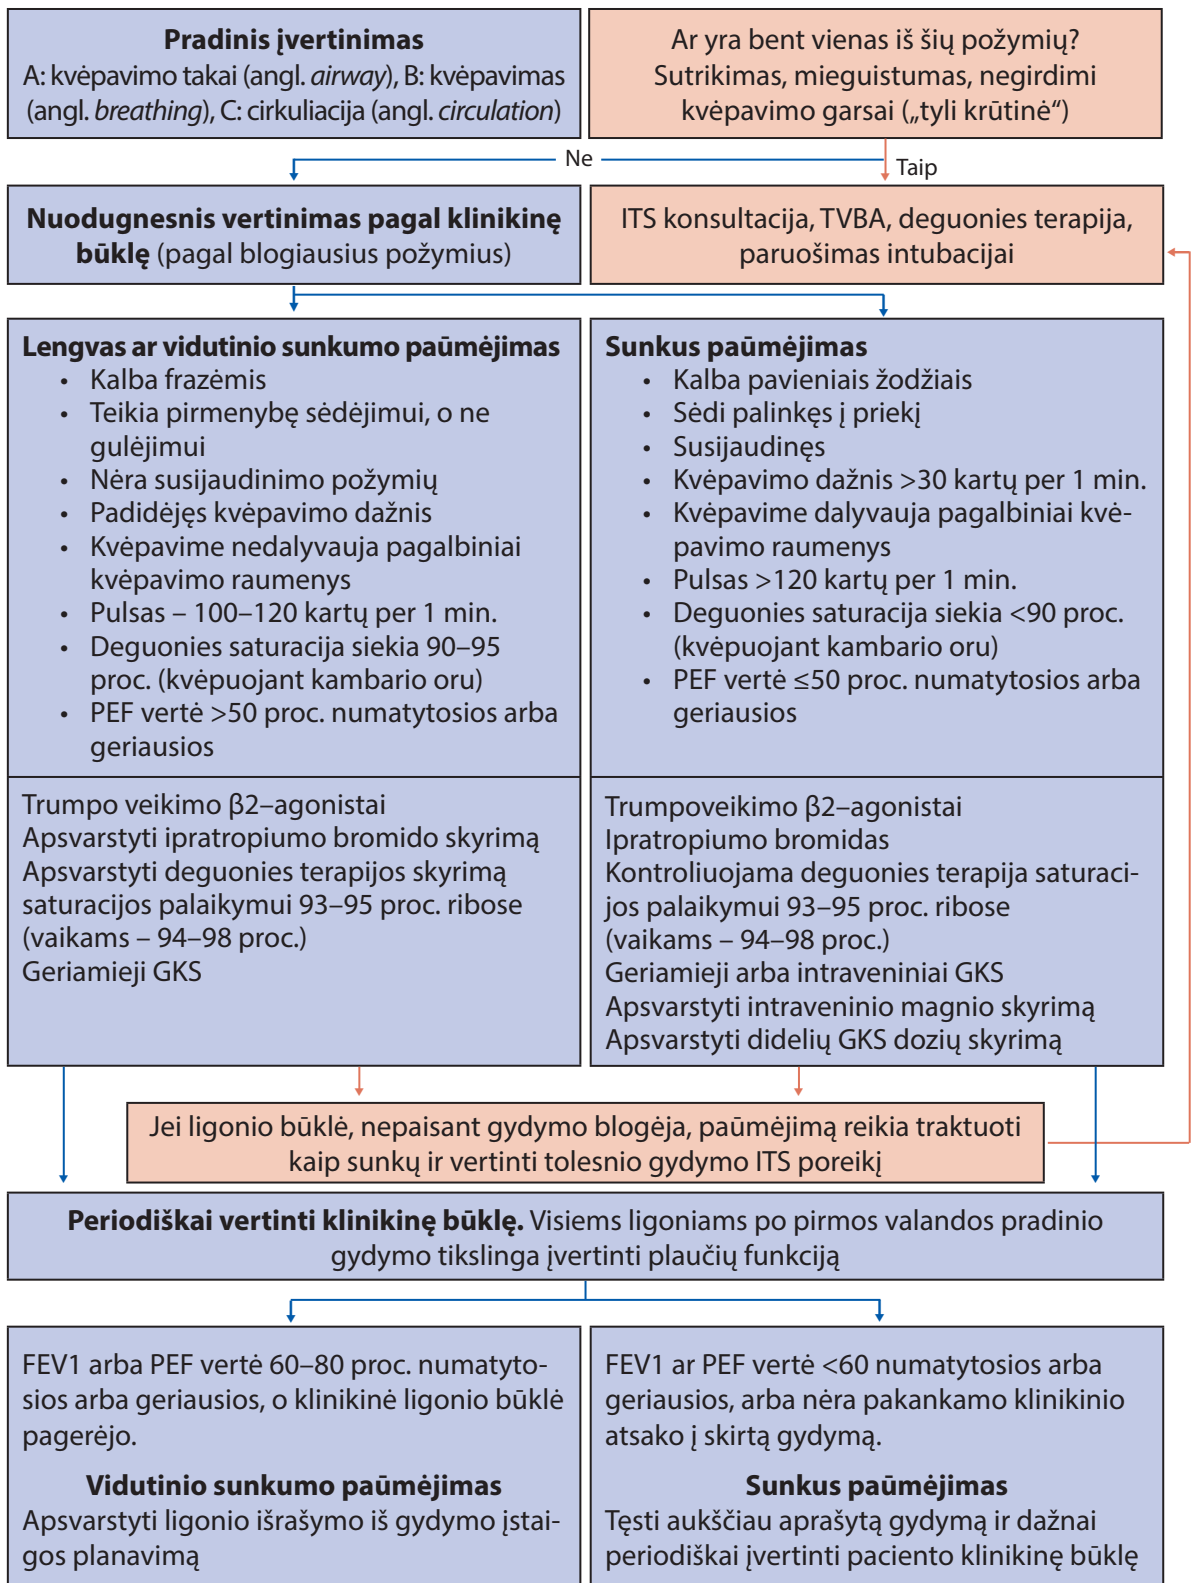 Pradinis įvertinimas
A: kvėpavimo takai (angl. airway), B: kvėpavimas
(angl. breathing), C: cirkuliacija (angl. circulation)
Ar yra bent vienas iš šių požymių?
Sutrikimas, mieguistumas, negirdimi
kvėpavimo garsai („tyli krūtinė“)
Ne
Taip
Nuodugnesnis vertinimas pagal klinikinę
būklę (pagal blogiausius požymius)
ITS konsultacija, TVBA, deguonies terapija,
paruošimas intubacijai
Lengvas ar vidutinio sunkumo paūmėjimas
• Kalba frazėmis
• Teikia pirmenybę sėdėjimui, o ne
gulėjimui
• Nėra susijaudinimo požymių
• Padidėjęs kvėpavimo dažnis
• Kvėpavime nedalyvauja pagalbiniai
kvėpavimo raumenys
• Pulsas – 100–120 kartų per 1 min.
• Deguonies saturacija siekia 90–95
proc. (kvėpuojant kambario oru)
• PEF vertė >50 proc. numatytosios arba
geriausios
Sunkus paūmėjimas
• Kalba pavieniais žodžiais
• Sėdi palinkęs į priekį
• Susijaudinęs
• Kvėpavimo dažnis >30 kartų per 1 min.
• Kvėpavime dalyvauja pagalbiniai kvė-
pavimo raumenys
• Pulsas >120 kartų per 1 min.
• Deguonies saturacija siekia <90 proc.
(kvėpuojant kambario oru)
• PEF vertė ≤50 proc. numatytosios arba
geriausios
Trumpo veikimo β2–agonistai
Apsvarstyti ipratropiumo bromido skyrimą
Apsvarstyti deguonies terapijos skyrimą
saturacijos palaikymui 93–95 proc. ribose
(vaikams – 94–98 proc.)
Geriamieji GKS
Trumpoveikimo β2–agonistai
Ipratropiumo bromidas
Kontroliuojama deguonies terapija saturaci-
jos palaikymui 93–95 proc. ribose
(vaikams – 94–98 proc.)
Geriamieji arba intraveniniai GKS
Apsvarstyti intraveninio magnio skyrimą
Apsvarstyti didelių GKS dozių skyrimą
Jei ligonio būklė, nepaisant gydymo blogėja, paūmėjimą reikia traktuoti
kaip sunkų ir vertinti tolesnio gydymo ITS poreikį
Periodiškai vertinti klinikinę būklę. Visiems ligoniams po pirmos valandos pradinio
gydymo tikslinga įvertinti plaučių funkciją
FEV1 arba PEF vertė 60–80 proc. numatyto-
sios arba geriausios, o klinikinė ligonio būklė
pagerėjo.
Vidutinio sunkumo paūmėjimas
Apsvarstyti ligonio išrašymo iš gydymo įstai-
gos planavimą
FEV1 ar PEF vertė <60 numatytosios arba
geriausios, arba nėra pakankamo klinikinio
atsako į skirtą gydymą.
Sunkus paūmėjimas
Tęsti aukščiau aprašytą gydymą ir dažnai
periodiškai įvertinti paciento klinikinę būklę